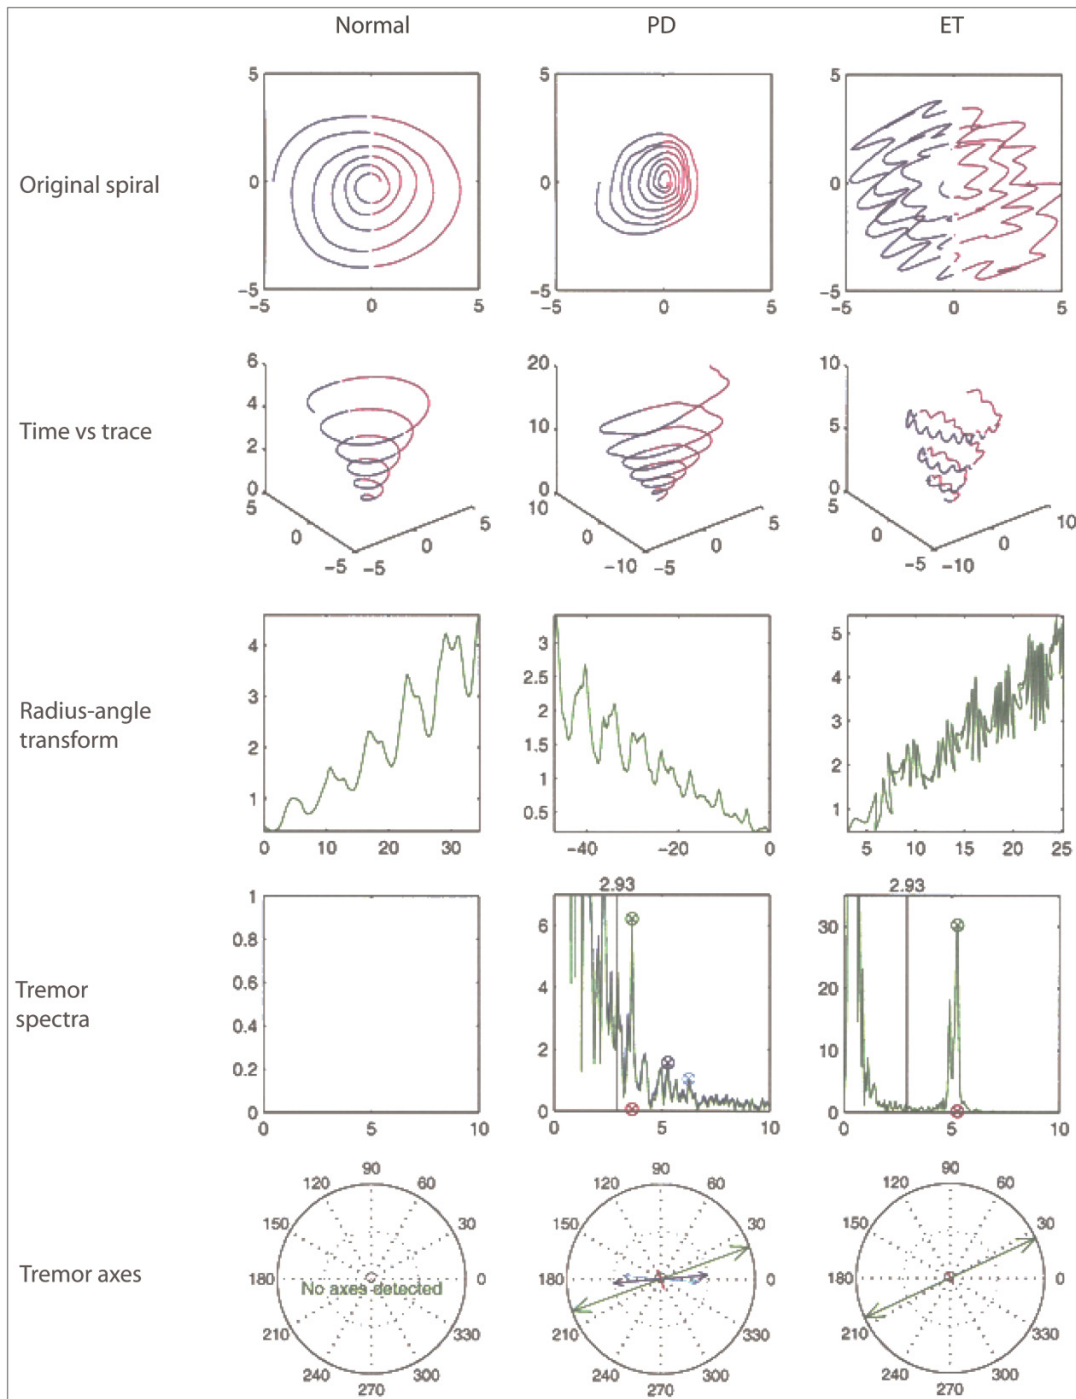 Normal PD ET
Original spiral
5 5 5
0 0 0
-5 -5 -5
-5 0 5 -5 0 5 -5 0 5
Time vs trace
6 20 10
4
2 10 5
0 0 0
5 10 5
0 0 0
-5 -10 -5
-5 0 5 -5 0 5 -10 0 10
Radius-angle
transform
4 3 5
3 2.5 4
2 2 3
1 1.5 2
1 1
0.5
0 10 20 30 -40 -20 0 5 10 15 20 25
Tremor
spectra
2.93 2.93
1 6 30
0.8
0.6 4 20
0.4
0.2 2 10
0 0 0
0 5 10 0 5 10 0 5 10
Tremor axes
90 90 90
120 60 120 60 120 60
150 30 150 30 150 30
180 No axes detected 0 180 0 180 0
210 330 210 330 210 330
240 300 240 300 240 300
270 270 270